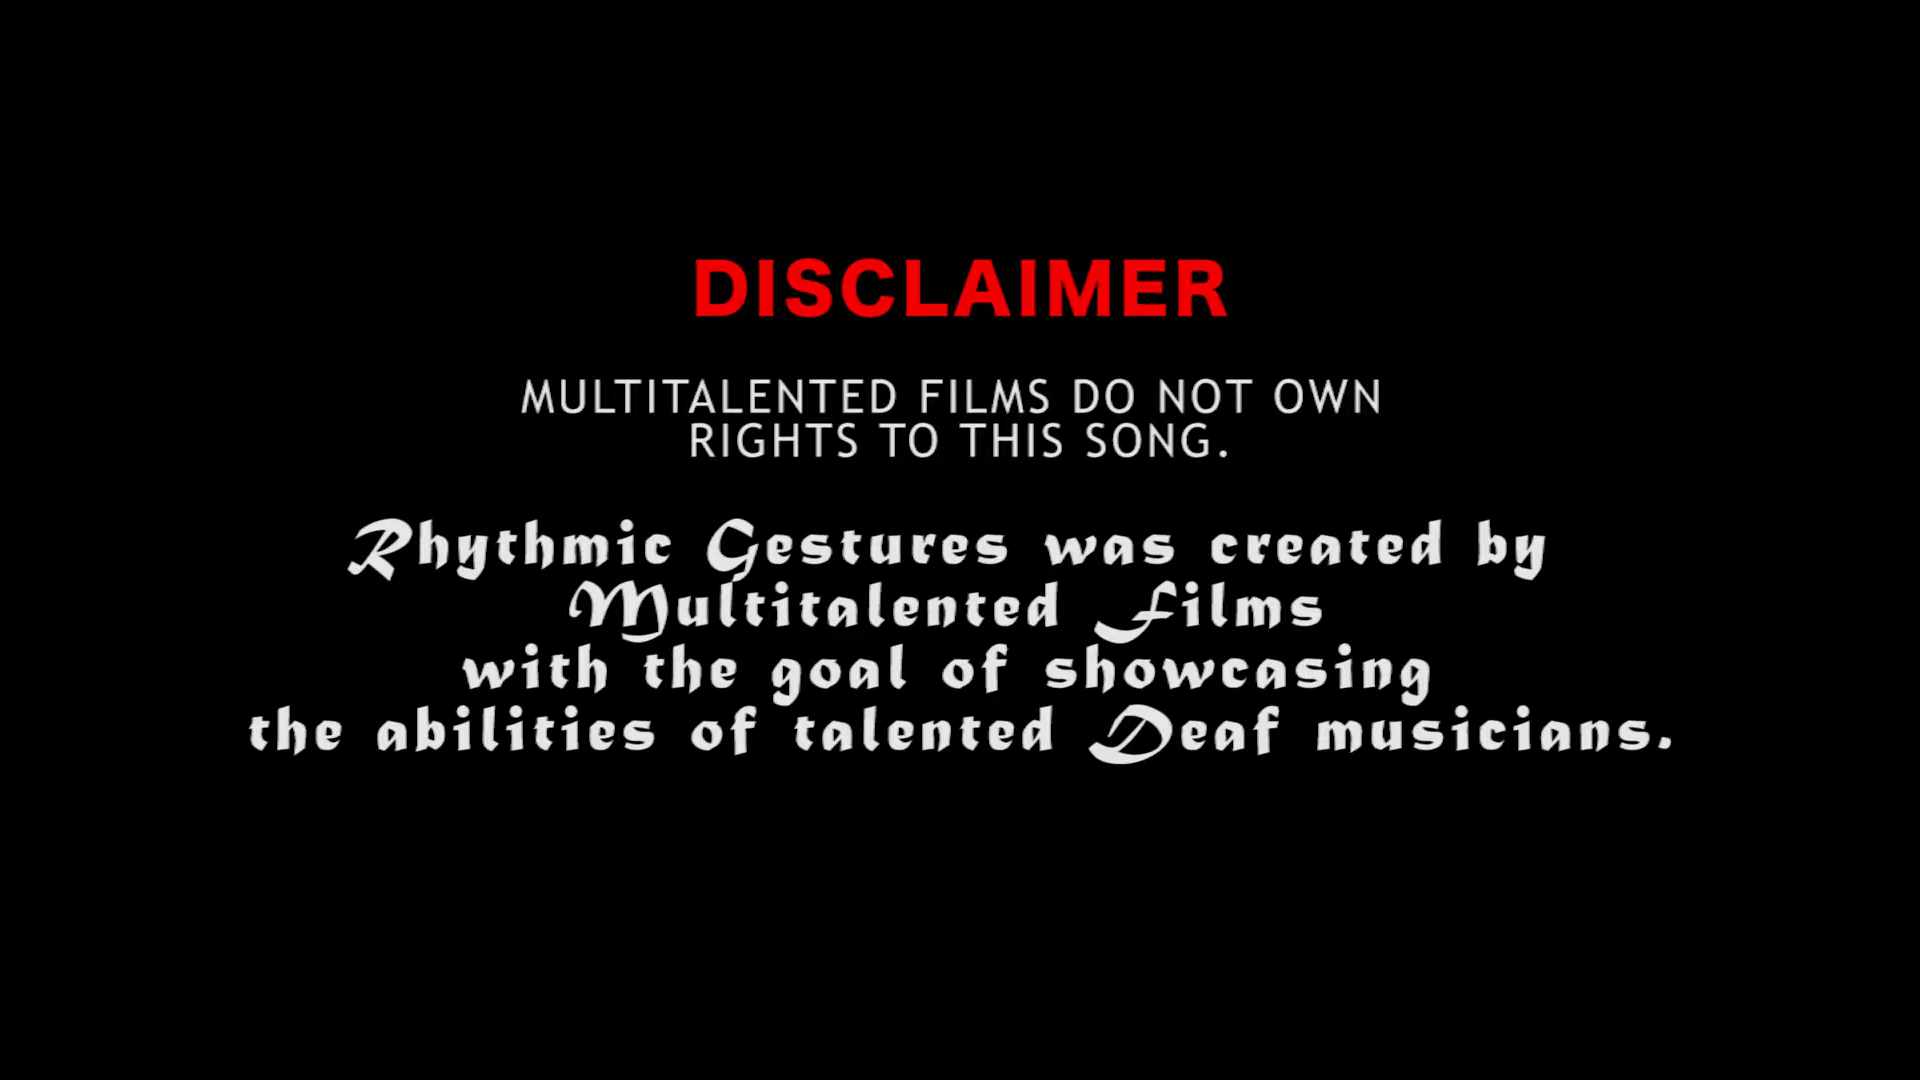 DISCLAIMER
MULTITALENTED FILMS DO NOT OWN
RIGHTS TO THIS SONG.
Rhythmic Gestures was created by
Multitalented Films
with the goal of showcasing
the abilities of talented Deaf musicians.